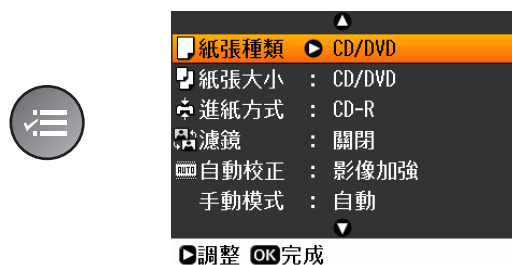 紙張種類 CD/DVD
紙張大小 : CD/DVD
進紙方式 : CD-R
濾鏡 : 關閉
AUTO 自動校正 : 影像加強
手動模式 : 自動
調整 OK 完成